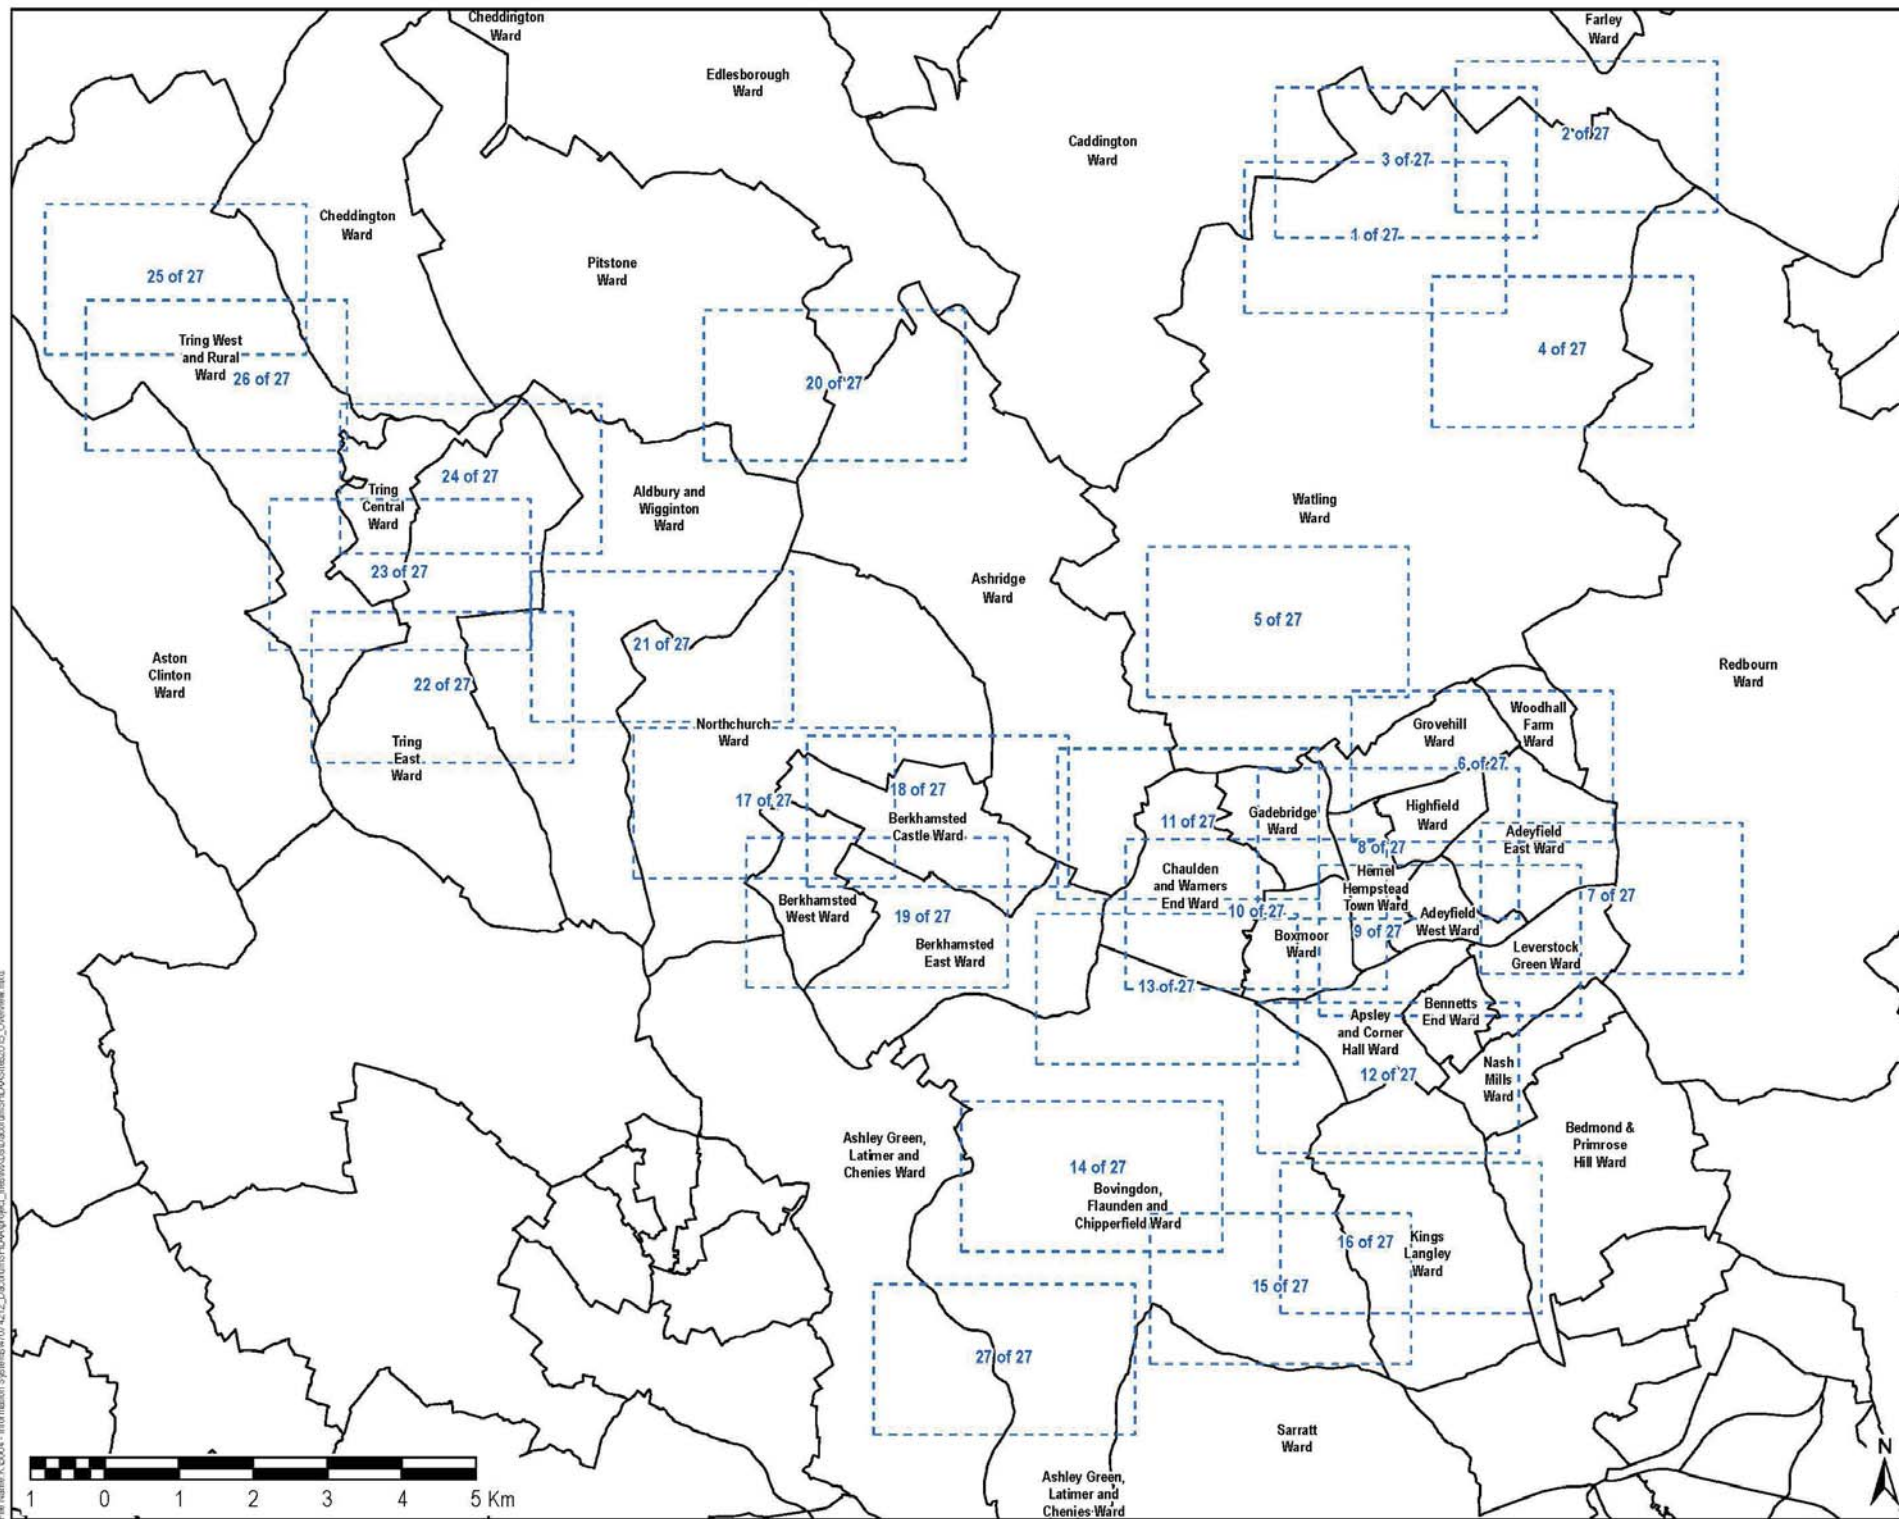 Cheddington
Ward
Farley
Ward
Edlesborough
Ward
Caddington
Ward
2 of 27
3 of 27
Cheddington
Ward
1 of 27
Pitstone
Ward
25 of 27
Tring West
and Rural
Ward
26 of 27
4 of 27
20 of 27
24 of 27
Tring
Central
Ward
Aldbury and
Wigginton
Ward
Watling
Ward
23 of 27
Ashridge
Ward
5 of 27
21 of 27
Aston
Clinton
Ward
22 of 27
Redbourn
Ward
Northchurch
Ward
Tring
East
Ward
Grovehill
Ward
Woodhall
Farm
Ward
6 of 27
17 of 27
18 of 27
Berkhamsted
Castle Ward
11 of 27
Gadebridge
Ward
Highfield
Ward
Adeyfield
East Ward
8 of 27
Chaulden
and Warners
End Ward
Hemel
Hempstead
Town Ward
7 of 27
Berkhamsted
West Ward
19 of 27
10 of 27
Adeyfield
West Ward
9 of 27
Boxmoor
Ward
Berkhamsted
East Ward
Leverstock
Green Ward
13 of 27
Bennetts
End Ward
Apsley
and Corner
Hall Ward
12 of 27
Nash
Mills
Ward
Ashley Green,
Latimer and
Chenies Ward
Bedmond &
Primrose
Hill Ward
14 of 27
Bovingdon,
Flaunden and
Chipperfield Ward
16 of 27
Kings
Langley
Ward
15 of 27
27 of 27
Sarratt
Ward
Ashley Green,
Latimer and
Chenies Ward
N
1 0 1 2 3 4 5 Km